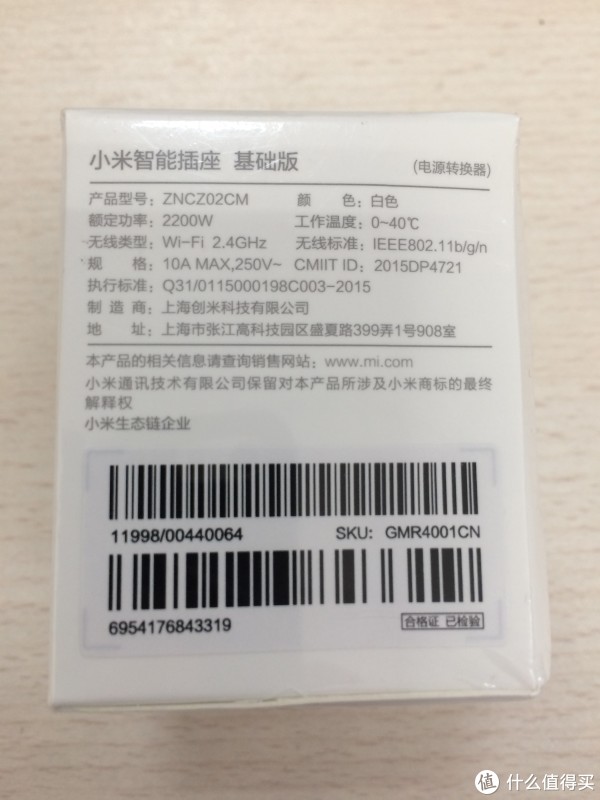 小米智能插座 基础版 (电源转换器)
产品型号：ZNCZ02CM 颜 色：白色
额定功率：2200W 工作温度：0~40℃
无线类型：Wi-Fi 2.4GHz 无线标准：IEEE802.11b/g/n
规 格：10A MAX,250V~ CMIIT ID：2015DP4721
执行标准：Q31/0115000198C003-2015
制 造 商：上海创米科技有限公司
地 址：上海市张江高科技园区盛夏路399弄1号908室
本产品的相关信息请查询销售网站：www.mi.com
小米通讯技术有限公司保留对本产品所涉及小米商标的最终
解释权
小米生态链企业
11998/00440064 SKU: GMR4001CN
6954176843319 合格证 已检验
值 什么值得买